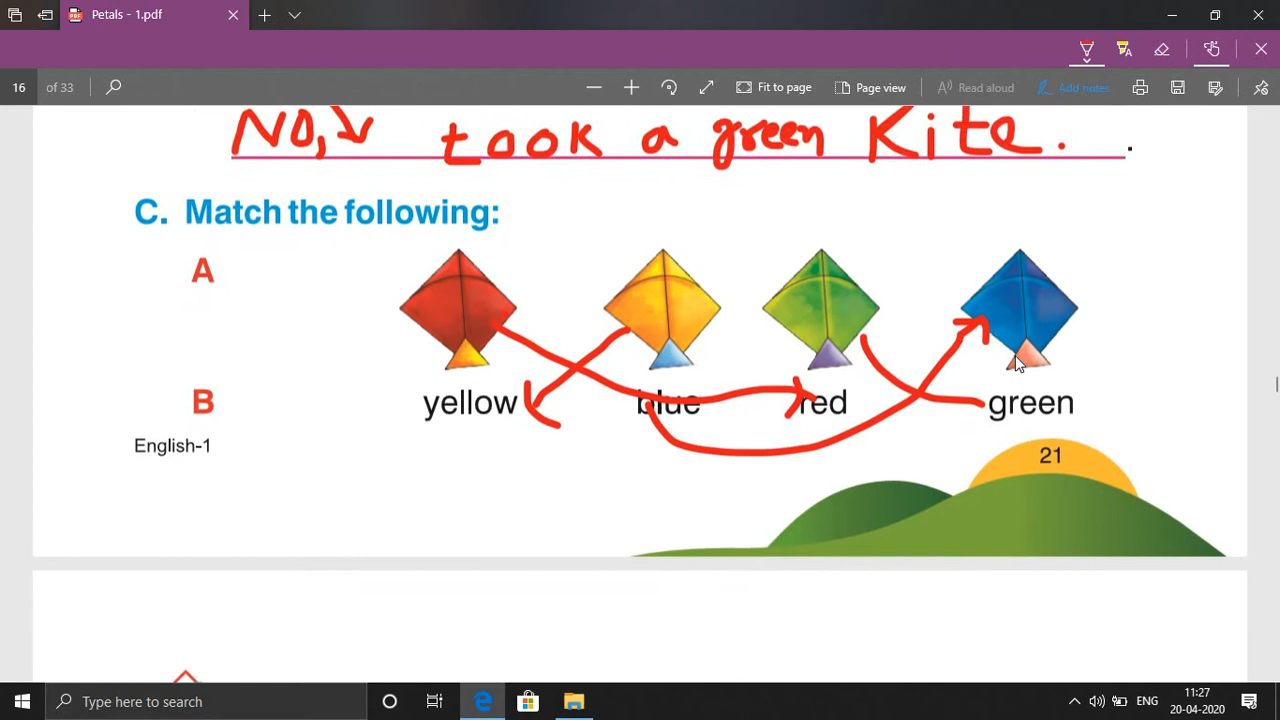 Petals - 1.pdf
16 of 33 Fit to page Page view Read aloud Add notes
NO, took a green Kite. .
C. Match the following:
A
B yellow blue red green
English-1
21
Type here to search ENG 11:27
20-04-2020